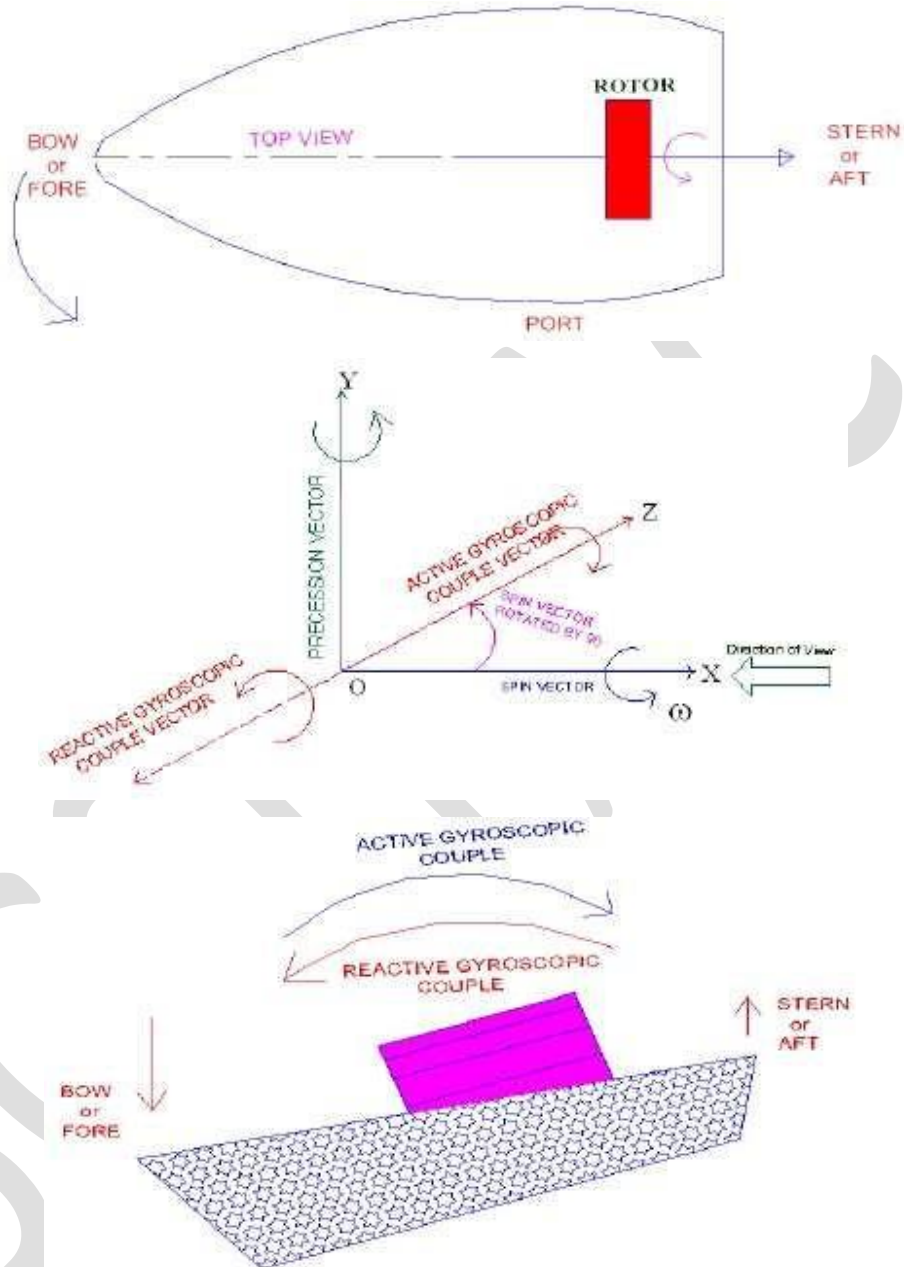 ROTOR
BOW
or
FORE
TOP VIEW
STERN
or
AFT
PORT
Y
PRECESSION VECTOR
ACTIVE GYROSCOPIC
COUPLE VECTOR
Z
SPIN VECTOR
ROTATED BY 90
Direction of View
REACTIVE GYROSCOPIC
COUPLE VECTOR
O
SPIN VECTOR
X
ω
ACTIVE GYROSCOPIC
COUPLE
REACTIVE GYROSCOPIC
COUPLE
STERN
or
AFT
BOW
or
FORE